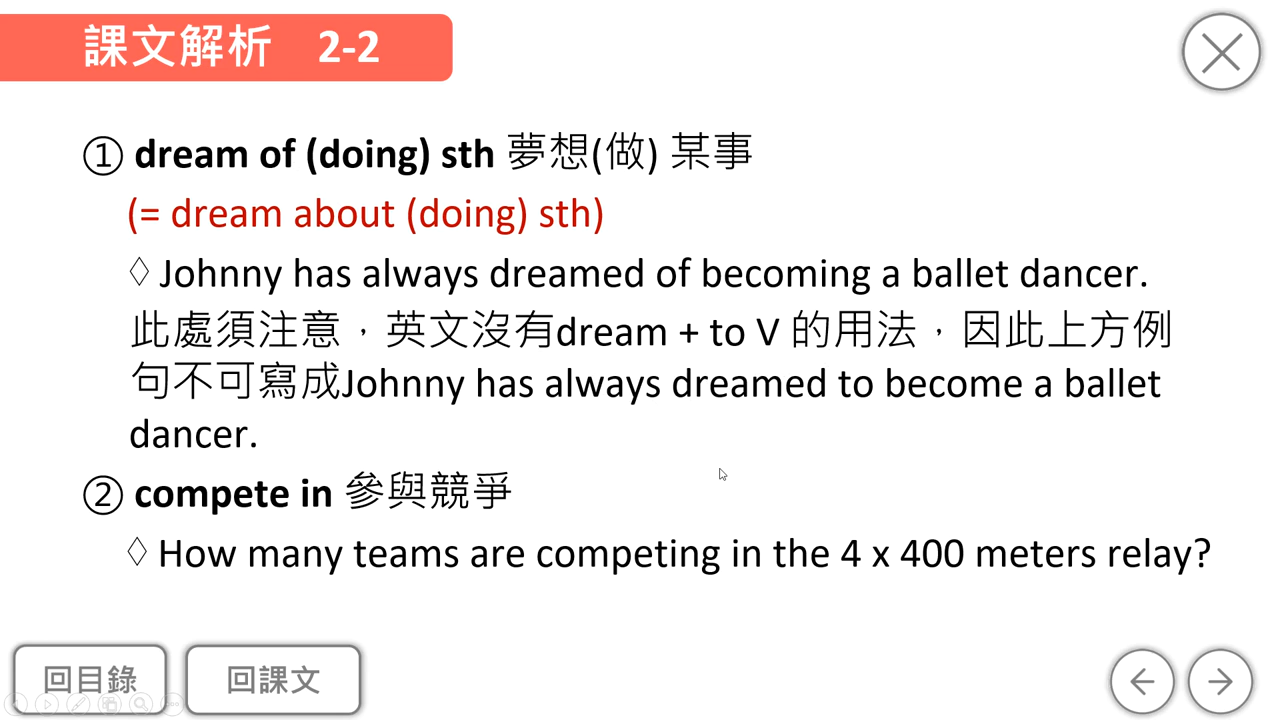 課文解析 2-2
① dream of (doing) sth 夢想(做) 某事
(= dream about (doing) sth)
◊ Johnny has always dreamed of becoming a ballet dancer.
此處須注意，英文沒有dream + to V 的用法，因此上方例
句不可寫成Johnny has always dreamed to become a ballet
dancer.
② compete in 參與競爭
◊ How many teams are competing in the 4 x 400 meters relay?
回目錄 回課文